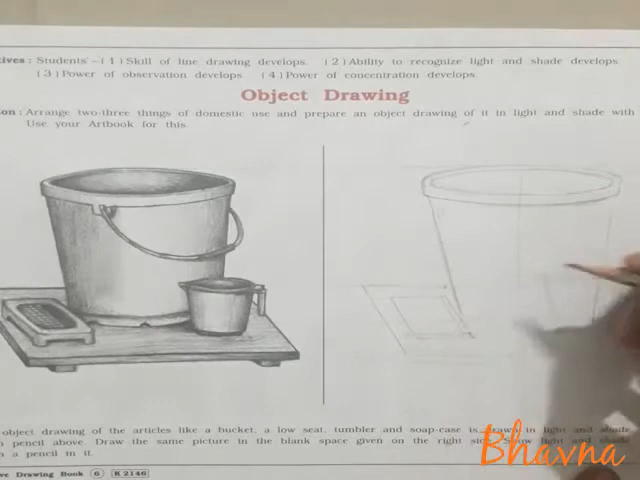 Students – (1) Skill of line drawing develops. (2) Ability to recognize light and shade develops
(3) Power of observation develops (4) Power of concentration develops.
Object Drawing
Arrange two-three things of domestic use and prepare an object drawing of it in light and shade with
Use your Artbook for this.
object drawing of the articles like a bucket, a low seat, tumbler and soap-case is drawn in light and shade
pencil above. Draw the same picture in the blank space given on the right side. Show light and shade
a pencil in it.
Drawing Book 6 K 2146
Bhavna